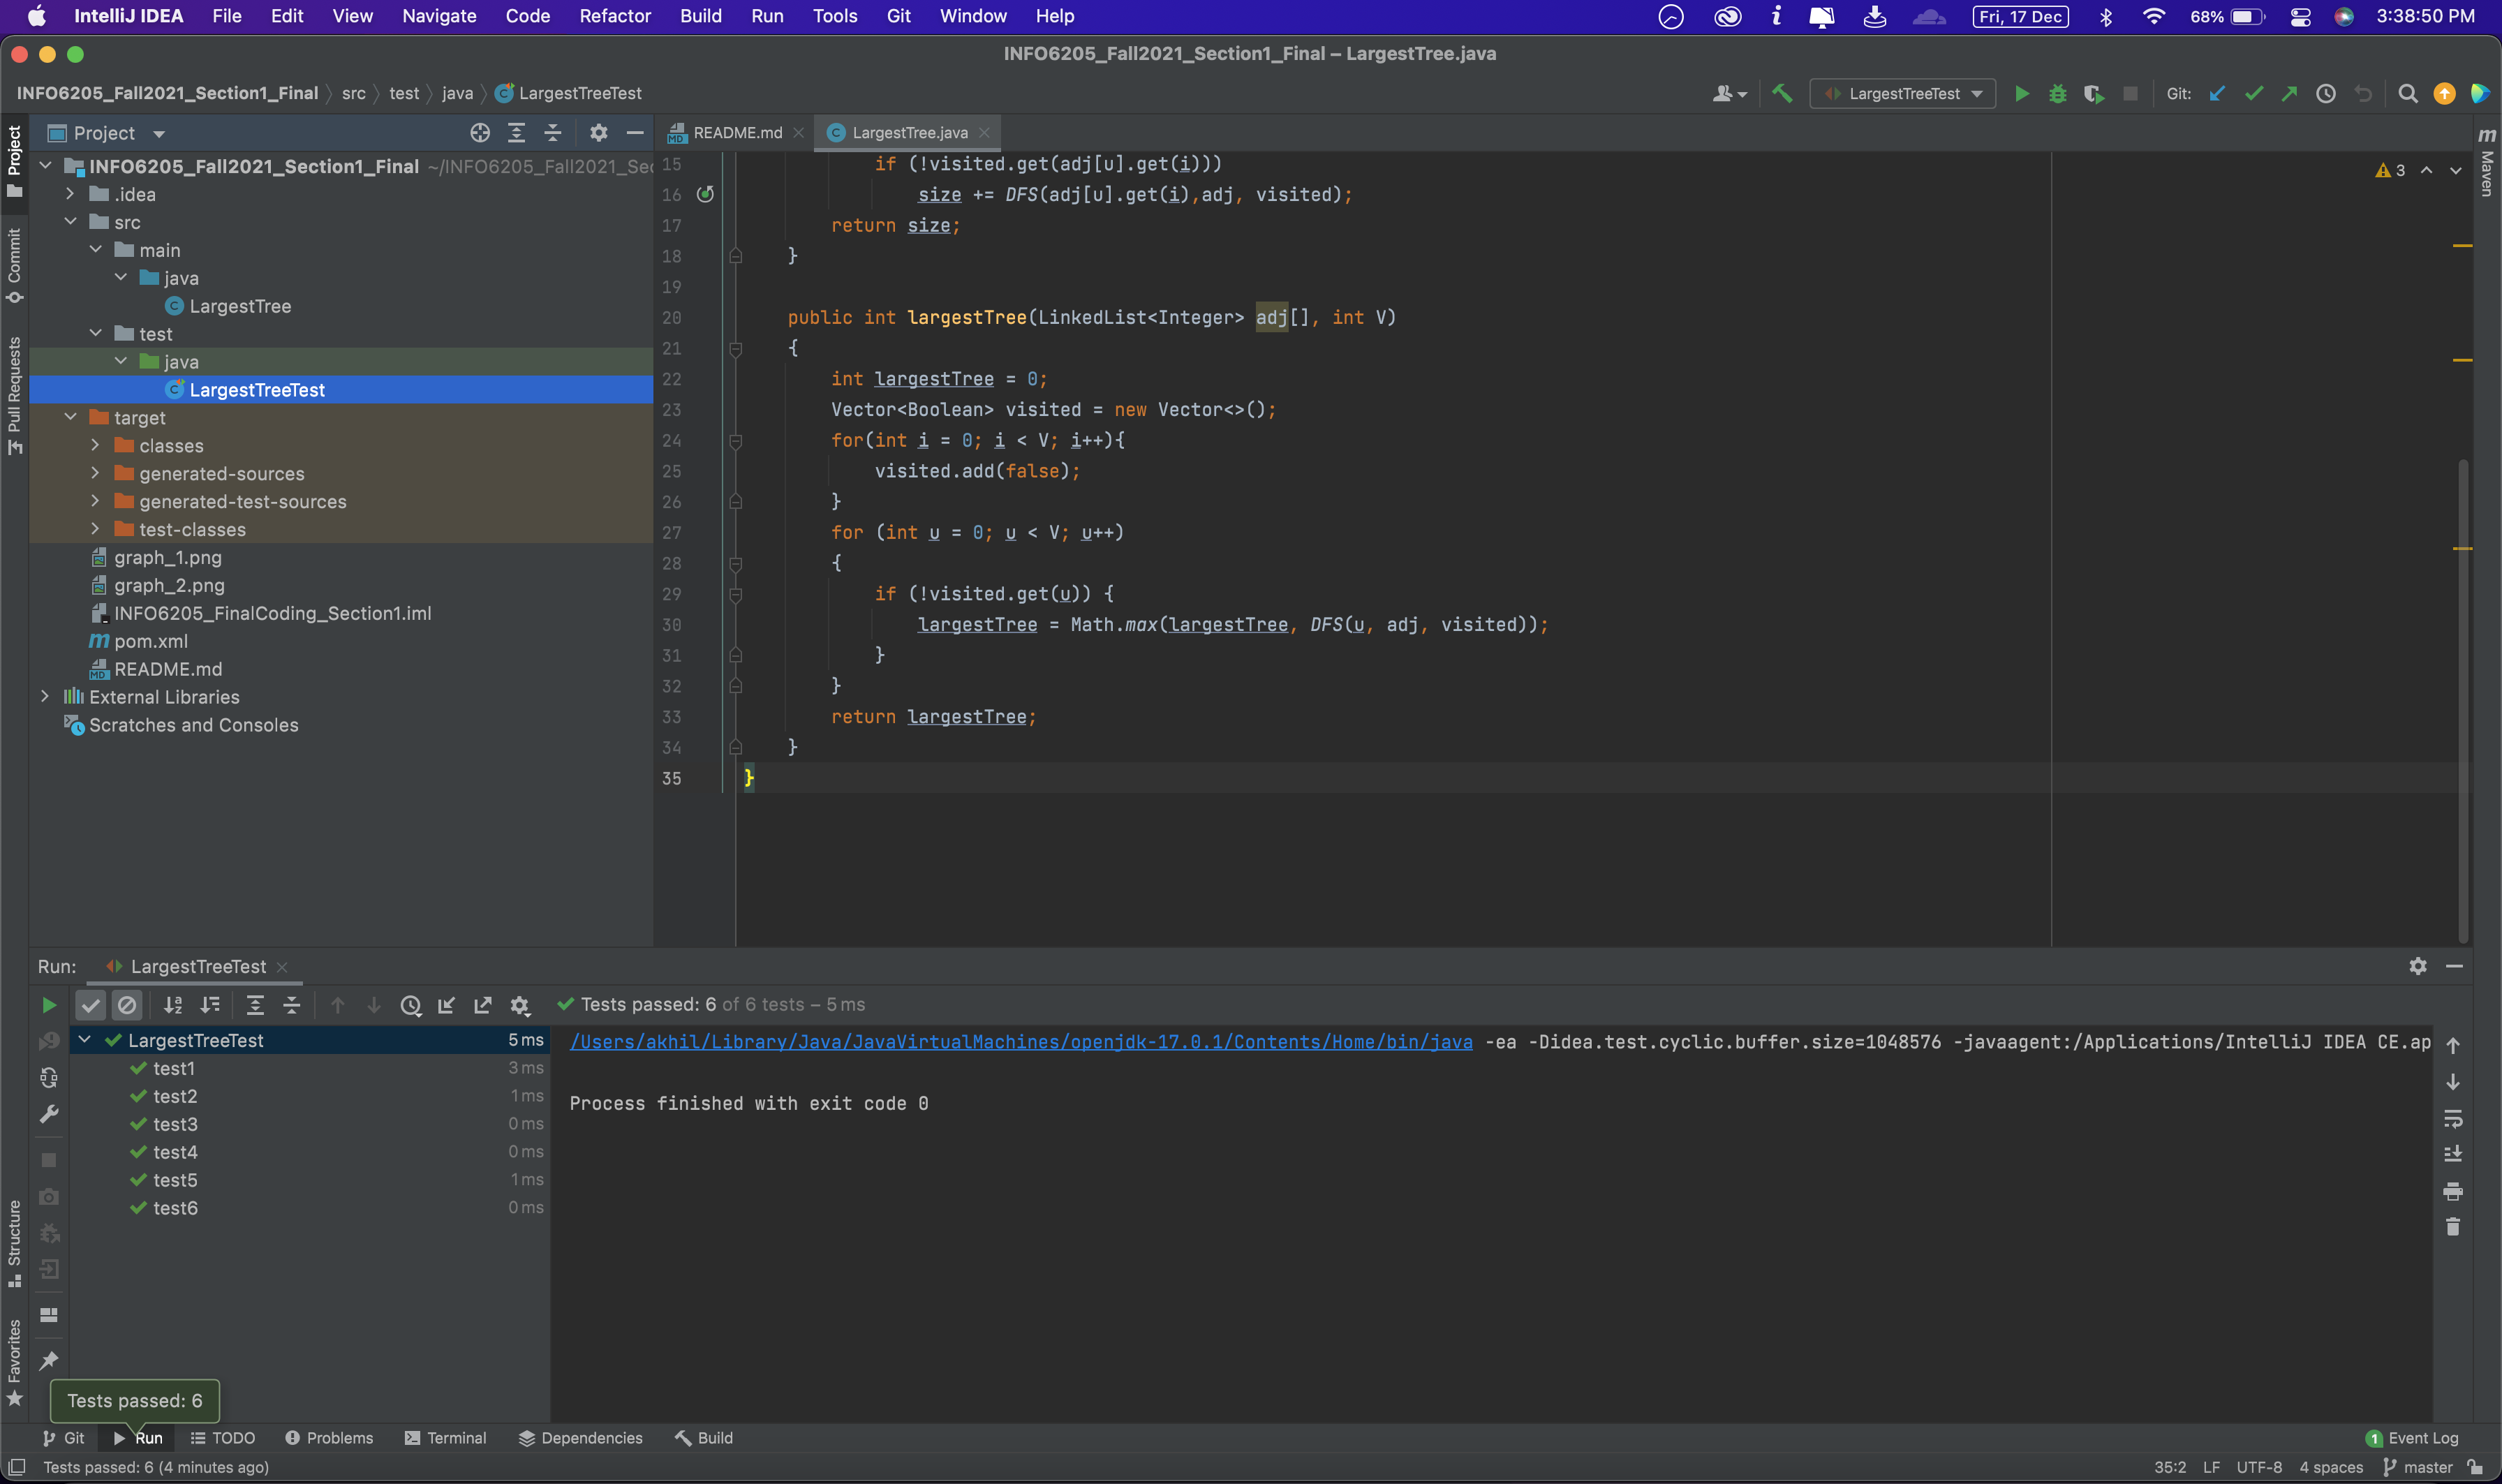 IntelliJ IDEA File Edit View Navigate Code Refactor Build Run Tools Git Window Help Fri, 17 Dec 68% 3:38:50 PM
INFO6205_Fall2021_Section1_Final – LargestTree.java
INFO6205_Fall2021_Section1_Final src test java LargestTreeTest LargestTreeTest Git:
Project
README.md LargestTree.java
INFO6205_Fall2021_Section1_Final ~/INFO6205_Fall2021_Sec
.idea
src
main
java
LargestTree
test
java
LargestTreeTest
target
classes
generated-sources
generated-test-sources
test-classes
graph_1.png
graph_2.png
INFO6205_FinalCoding_Section1.iml
pom.xml
README.md
External Libraries
Scratches and Consoles
Project
Commit
Pull Requests
Structure
Favorites
Maven
3
15 if (!visited.get(adj[u].get(i)))
16 size += DFS(adj[u].get(i),adj, visited);
17 return size;
18 }
19
20 public int largestTree(LinkedList<Integer> adj[], int V)
21 {
22 int largestTree = 0;
23 Vector<Boolean> visited = new Vector<>();
24 for(int i = 0; i < V; i++){
25 visited.add(false);
26 }
27 for (int u = 0; u < V; u++)
28 {
29 if (!visited.get(u)) {
30 largestTree = Math.max(largestTree, DFS(u, adj, visited));
31 }
32 }
33 return largestTree;
34 }
35 }
Run: LargestTreeTest
Tests passed: 6 of 6 tests – 5 ms
LargestTreeTest 5 ms
test1 3 ms
test2 1 ms
test3 0 ms
test4 0 ms
test5 1 ms
test6 0 ms
/Users/akhil/Library/Java/JavaVirtualMachines/openjdk-17.0.1/Contents/Home/bin/java -ea -Didea.test.cyclic.buffer.size=1048576 -javaagent:/Applications/IntelliJ IDEA CE.ap
Process finished with exit code 0
Tests passed: 6
Git Run TODO Problems Terminal Dependencies Build 1 Event Log
Tests passed: 6 (4 minutes ago) 35:2 LF UTF-8 4 spaces master